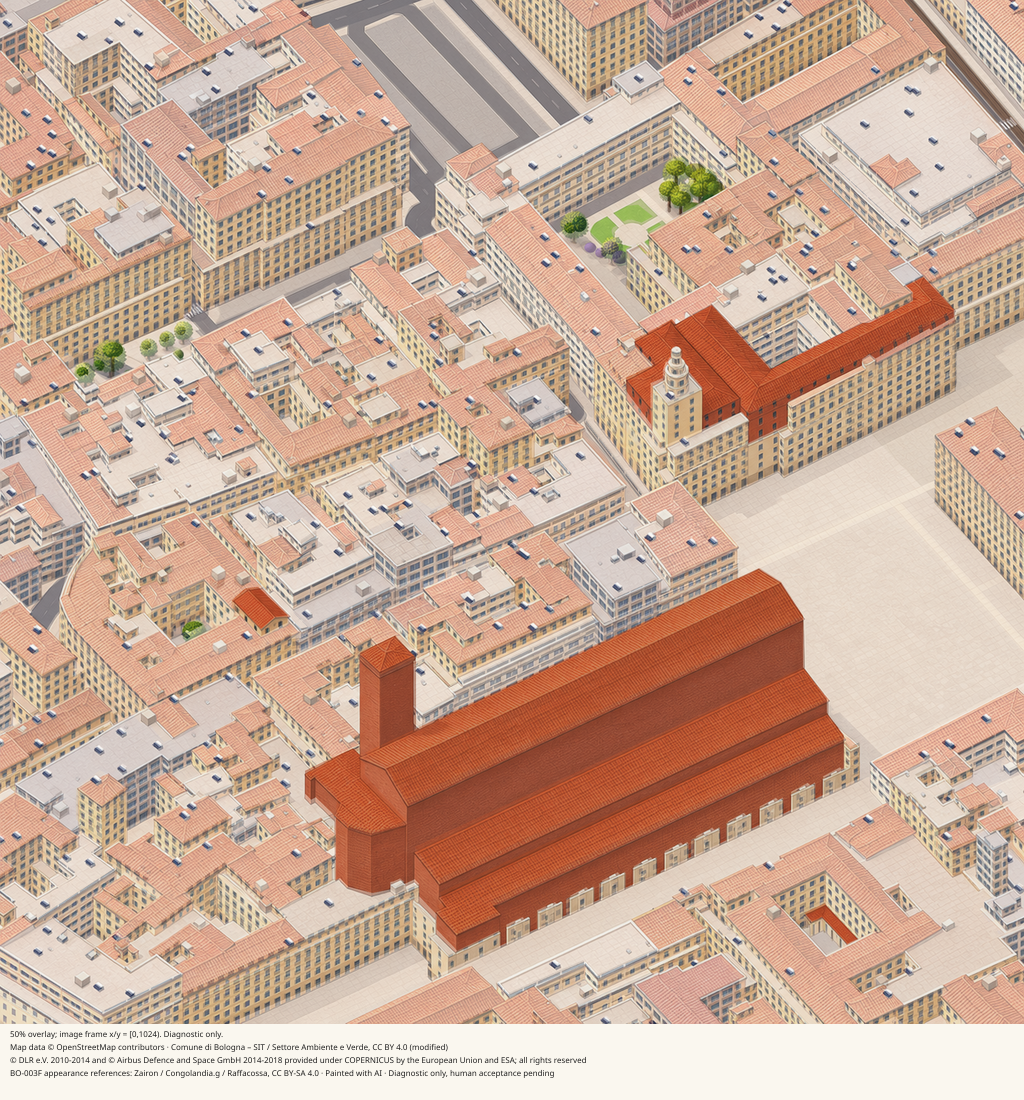 50% overlay; image frame x/y = [0,1024). Diagnostic only.
Map data © OpenStreetMap contributors · Comune di Bologna – SIT / Settore Ambiente e Verde, CC BY 4.0 (modified)
© DLR e.V. 2010-2014 and © Airbus Defence and Space GmbH 2014-2018 provided under COPERNICUS by the European Union and ESA; all rights reserved
BO-003F appearance references: Zairon / Congolandia.g / Raffacossa, CC BY-SA 4.0 · Painted with AI · Diagnostic only, human acceptance pending